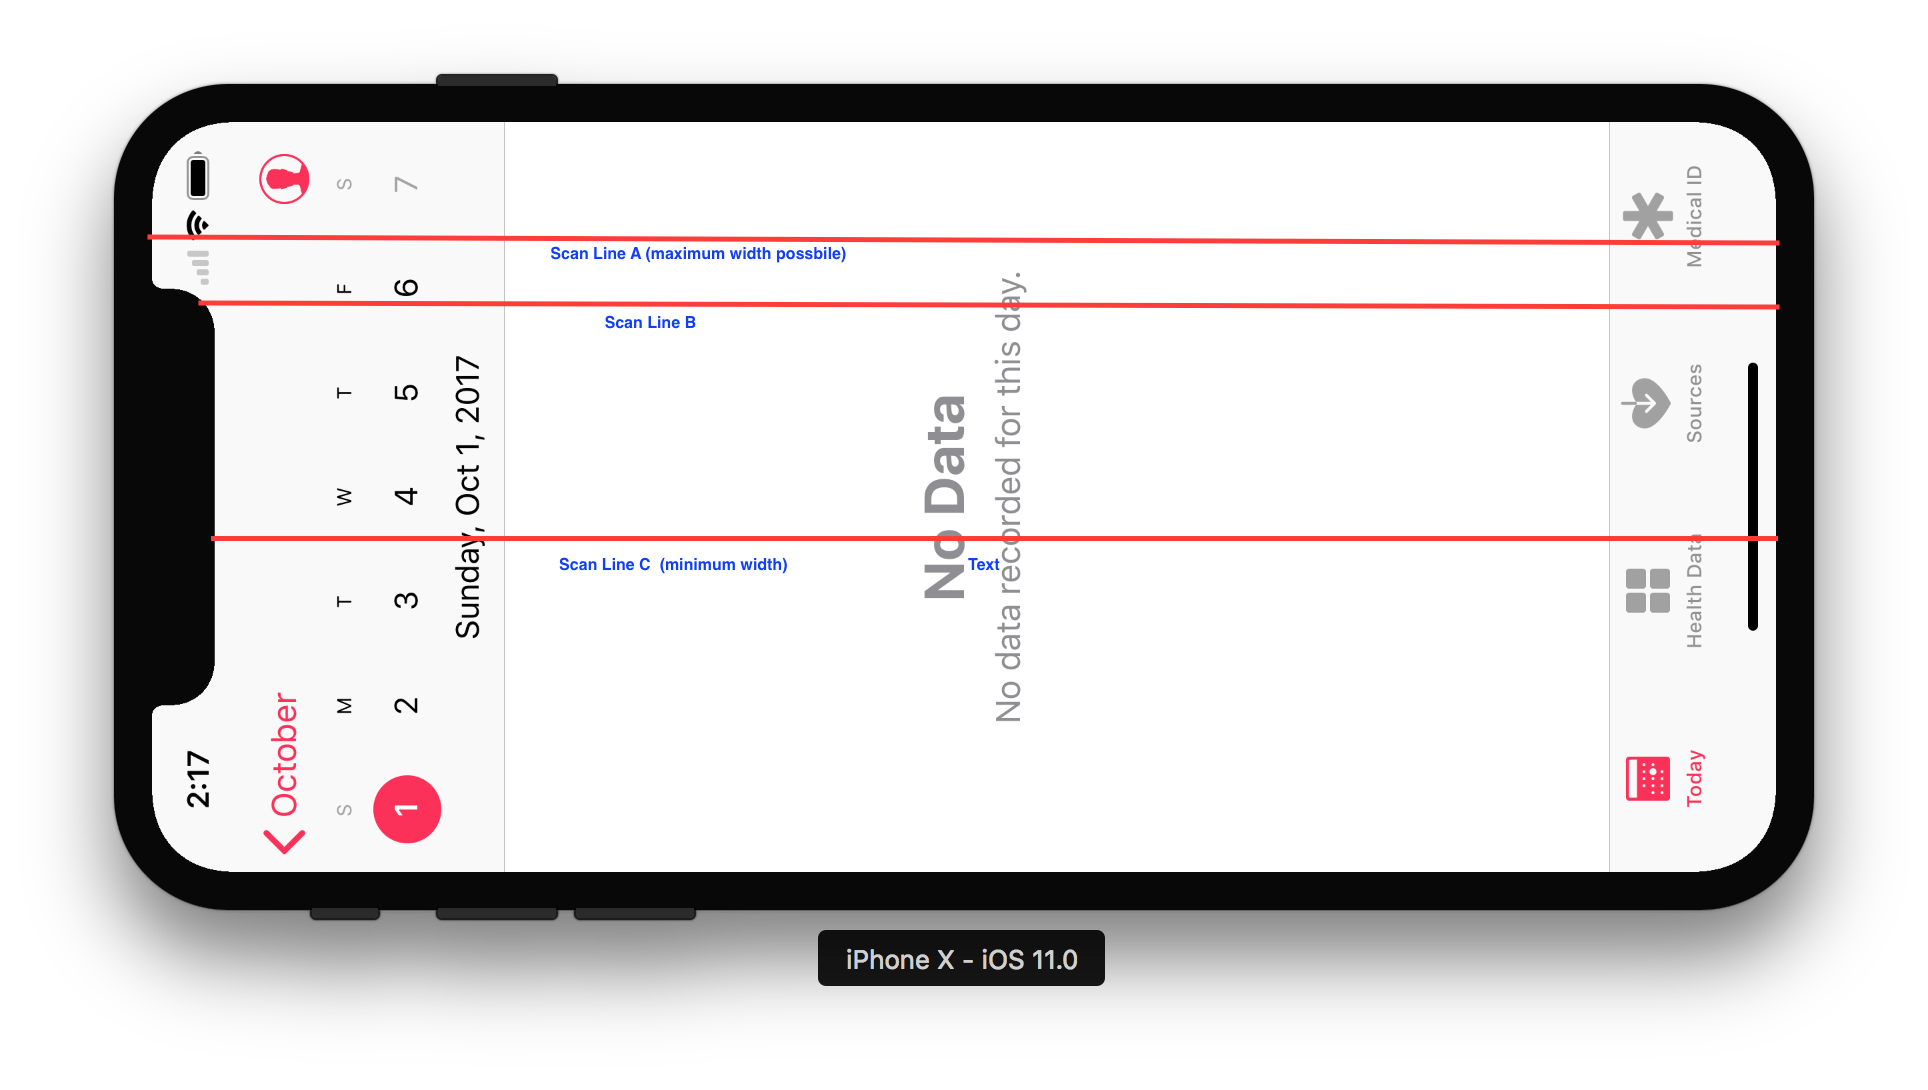 2:17
October
S M T W T F S
1 2 3 4 5 6 7
Sunday, Oct 1, 2017
Scan Line A (maximum width possbile)
Scan Line B
Scan Line C (minimum width)
Text
No Data
No data recorded for this day.
Today
Health Data
Sources
Medical ID
iPhone X - iOS 11.0